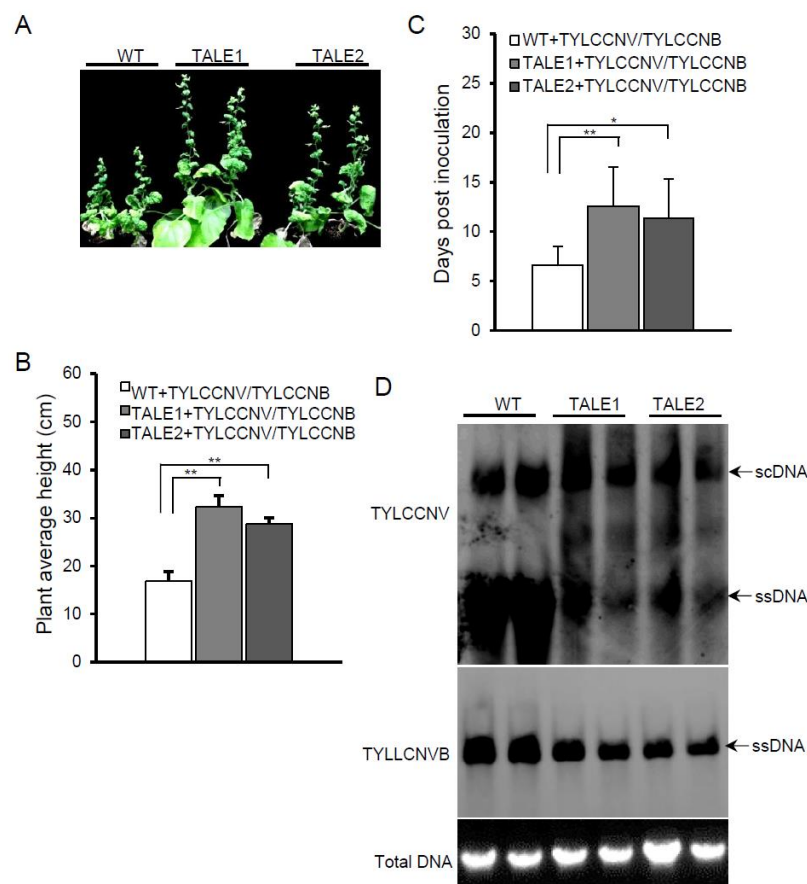 A
WT TALE1 TALE2
B
Plant average height (cm)
60
50
40
30
20
10
0
WT+TYLCCNV/TYLCCNB
TALE1+TYLCCNV/TYLCCNB
TALE2+TYLCCNV/TYLCCNB
**
**
C
Days post inoculation
30
25
20
15
10
5
0
WT+TYLCCNV/TYLCCNB
TALE1+TYLCCNV/TYLCCNB
TALE2+TYLCCNV/TYLCCNB
*
**
D
WT TALE1 TALE2
TYLCCNV
scDNA
ssDNA
TYLLCNVB
ssDNA
Total DNA